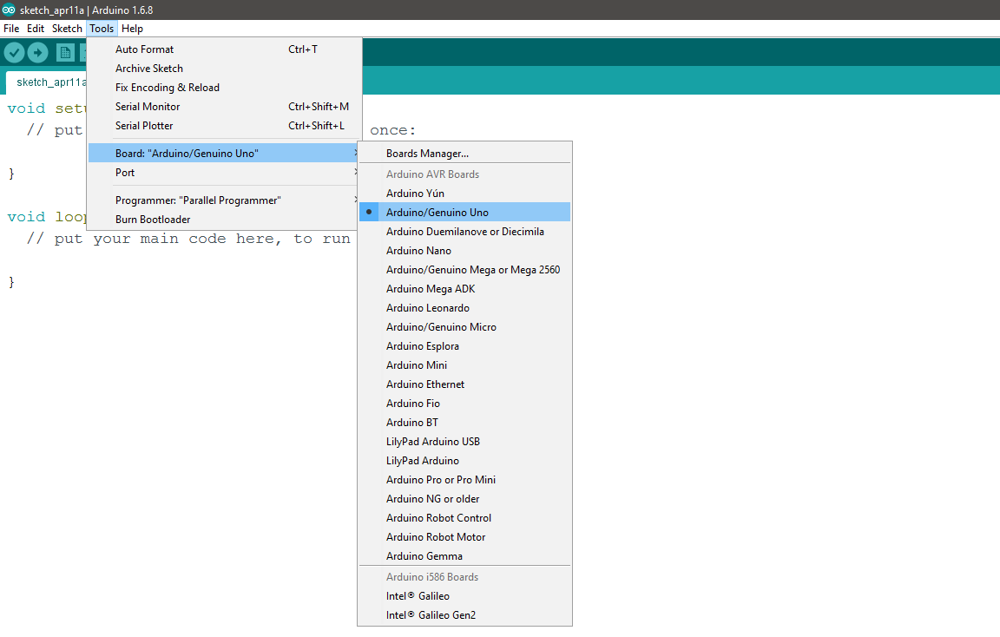 sketch_apr11a | Arduino 1.6.8
File Edit Sketch Tools Help
sketch_apr11a
Auto Format Ctrl+T
Archive Sketch
Fix Encoding & Reload
Serial Monitor Ctrl+Shift+M
Serial Plotter Ctrl+Shift+L
Board: "Arduino/Genuino Uno"
Port
Programmer: "Parallel Programmer"
Burn Bootloader
void
// put once:
}
void
// put your main code here, to run
}
Boards Manager...
Arduino AVR Boards
Arduino Yún
Arduino/Genuino Uno
Arduino Duemilanove or Diecimila
Arduino Nano
Arduino/Genuino Mega or Mega 2560
Arduino Mega ADK
Arduino Leonardo
Arduino/Genuino Micro
Arduino Esplora
Arduino Mini
Arduino Ethernet
Arduino Fio
Arduino BT
LilyPad Arduino USB
LilyPad Arduino
Arduino Pro or Pro Mini
Arduino NG or older
Arduino Robot Control
Arduino Robot Motor
Arduino Gemma
Arduino i586 Boards
Intel® Galileo
Intel® Galileo Gen2